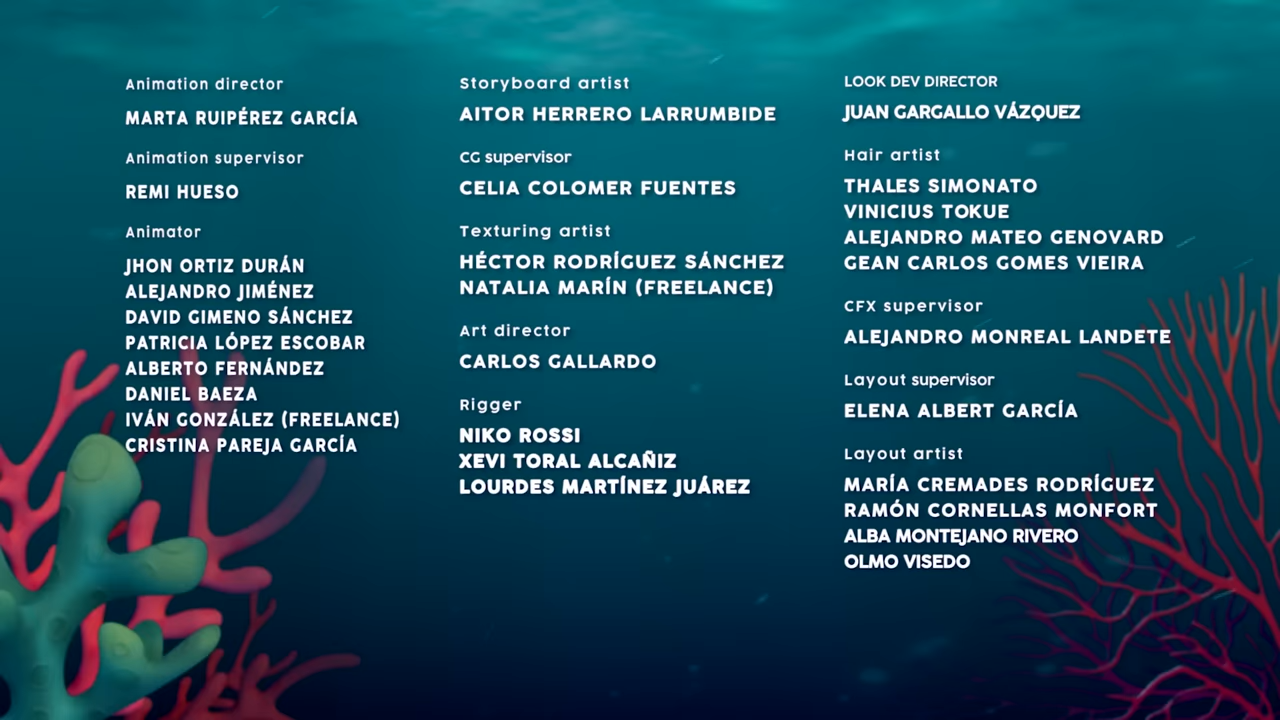 Animation director
MARTA RUIPÉREZ GARCÍA
Animation supervisor
REMI HUESO
Animator
JHON ORTIZ DURÁN
ALEJANDRO JIMÉNEZ
DAVID GIMENO SÁNCHEZ
PATRICIA LÓPEZ ESCOBAR
ALBERTO FERNÁNDEZ
DANIEL BAEZA
IVÁN GONZÁLEZ (FREELANCE)
CRISTINA PAREJA GARCÍA
Storyboard artist
AITOR HERRERO LARRUMBIDE
CG supervisor
CELIA COLOMER FUENTES
Texturing artist
HÉCTOR RODRÍGUEZ SÁNCHEZ
NATALIA MARÍN (FREELANCE)
Art director
CARLOS GALLARDO
Rigger
NIKO ROSSI
XEVI TORAL ALCAÑIZ
LOURDES MARTÍNEZ JUÁREZ
LOOK DEV DIRECTOR
JUAN GARGALLO VÁZQUEZ
Hair artist
THALES SIMONATO
VINICIUS TOKUE
ALEJANDRO MATEO GENOVARD
GEAN CARLOS GOMES VIEIRA
CFX supervisor
ALEJANDRO MONREAL LANDETE
Layout supervisor
ELENA ALBERT GARCÍA
Layout artist
MARÍA CREMADES RODRÍGUEZ
RAMÓN CORNELLAS MONFORT
ALBA MONTEJANO RIVERO
OLMO VISEDO